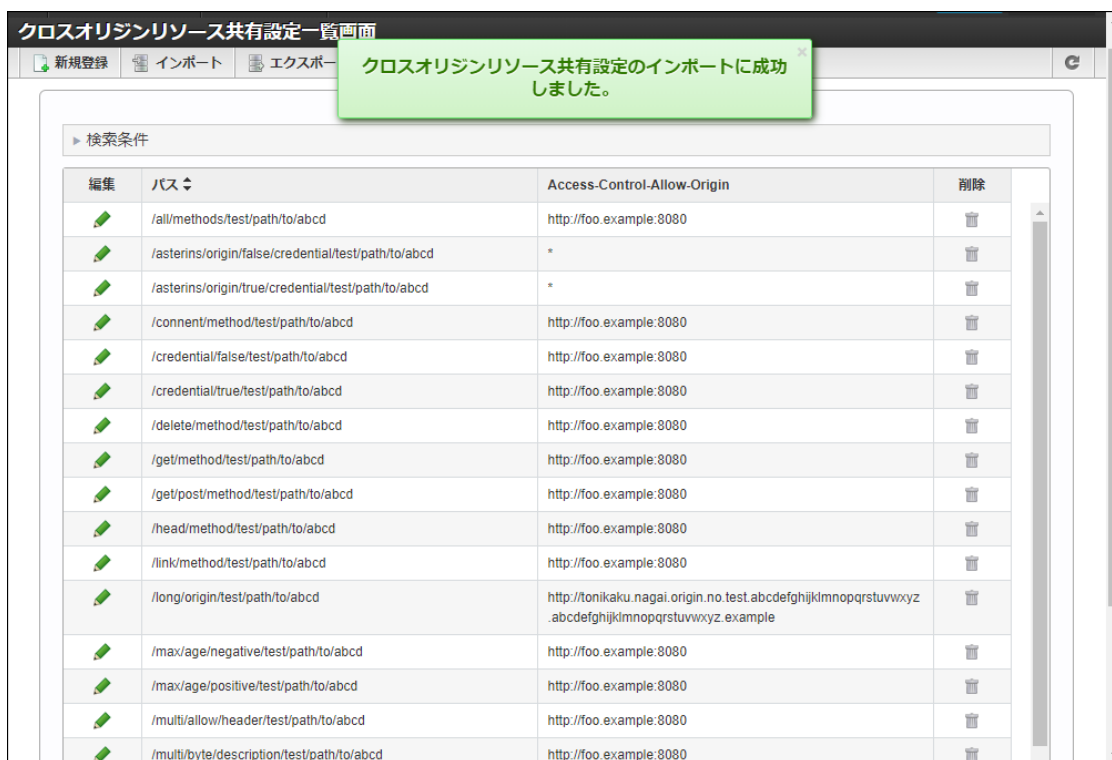 クロスオリジンリソース共有設定一覧画面
新規登録 インポート エクスポー
クロスオリジンリソース共有設定のインポートに成功
しました。
検索条件
編集 パス Access-Control-Allow-Origin 削除
/all/methods/test/path/to/abcd http://foo.example:8080
/asterins/origin/false/credential/test/path/to/abcd *
/asterins/origin/true/credential/test/path/to/abcd *
/connent/method/test/path/to/abcd http://foo.example:8080
/credential/false/test/path/to/abcd http://foo.example:8080
/credential/true/test/path/to/abcd http://foo.example:8080
/delete/method/test/path/to/abcd http://foo.example:8080
/get/method/test/path/to/abcd http://foo.example:8080
/get/post/method/test/path/to/abcd http://foo.example:8080
/head/method/test/path/to/abcd http://foo.example:8080
/link/method/test/path/to/abcd http://foo.example:8080
/long/origin/test/path/to/abcd http://tonikaku.nagai.origin.no.test.abcdefghijklmnopqrstuvwxyz
.abcdefghijklmnopqrstuvwxyz.example
/max/age/negative/test/path/to/abcd http://foo.example:8080
/max/age/positive/test/path/to/abcd http://foo.example:8080
/multi/allow/header/test/path/to/abcd http://foo.example:8080
/multi/byte/description/test/path/to/abcd http://foo.example:8080